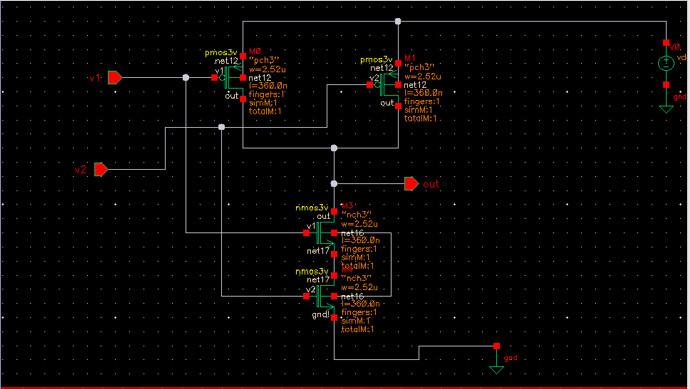 pmos3v
M0
net12
"pch3"
v1
w=2.52u
net12
l=360.0n
out
fingers:1
simM:1
totalM:1
pmos3v
M1
net12
"pch3"
v2
w=2.52u
net12
l=360.0n
out
fingers:1
simM:1
totalM:1
V0
vd
gnd
v1
v2
out
nmos3v
M3
out
"nch3"
v1
w=2.52u
net16
l=360.0n
net17
fingers:1
simM:1
totalM:1
nmos3v
net17
"nch3"
v2
w=2.52u
net16
l=360.0n
gnd!
fingers:1
simM:1
totalM:1
gnd